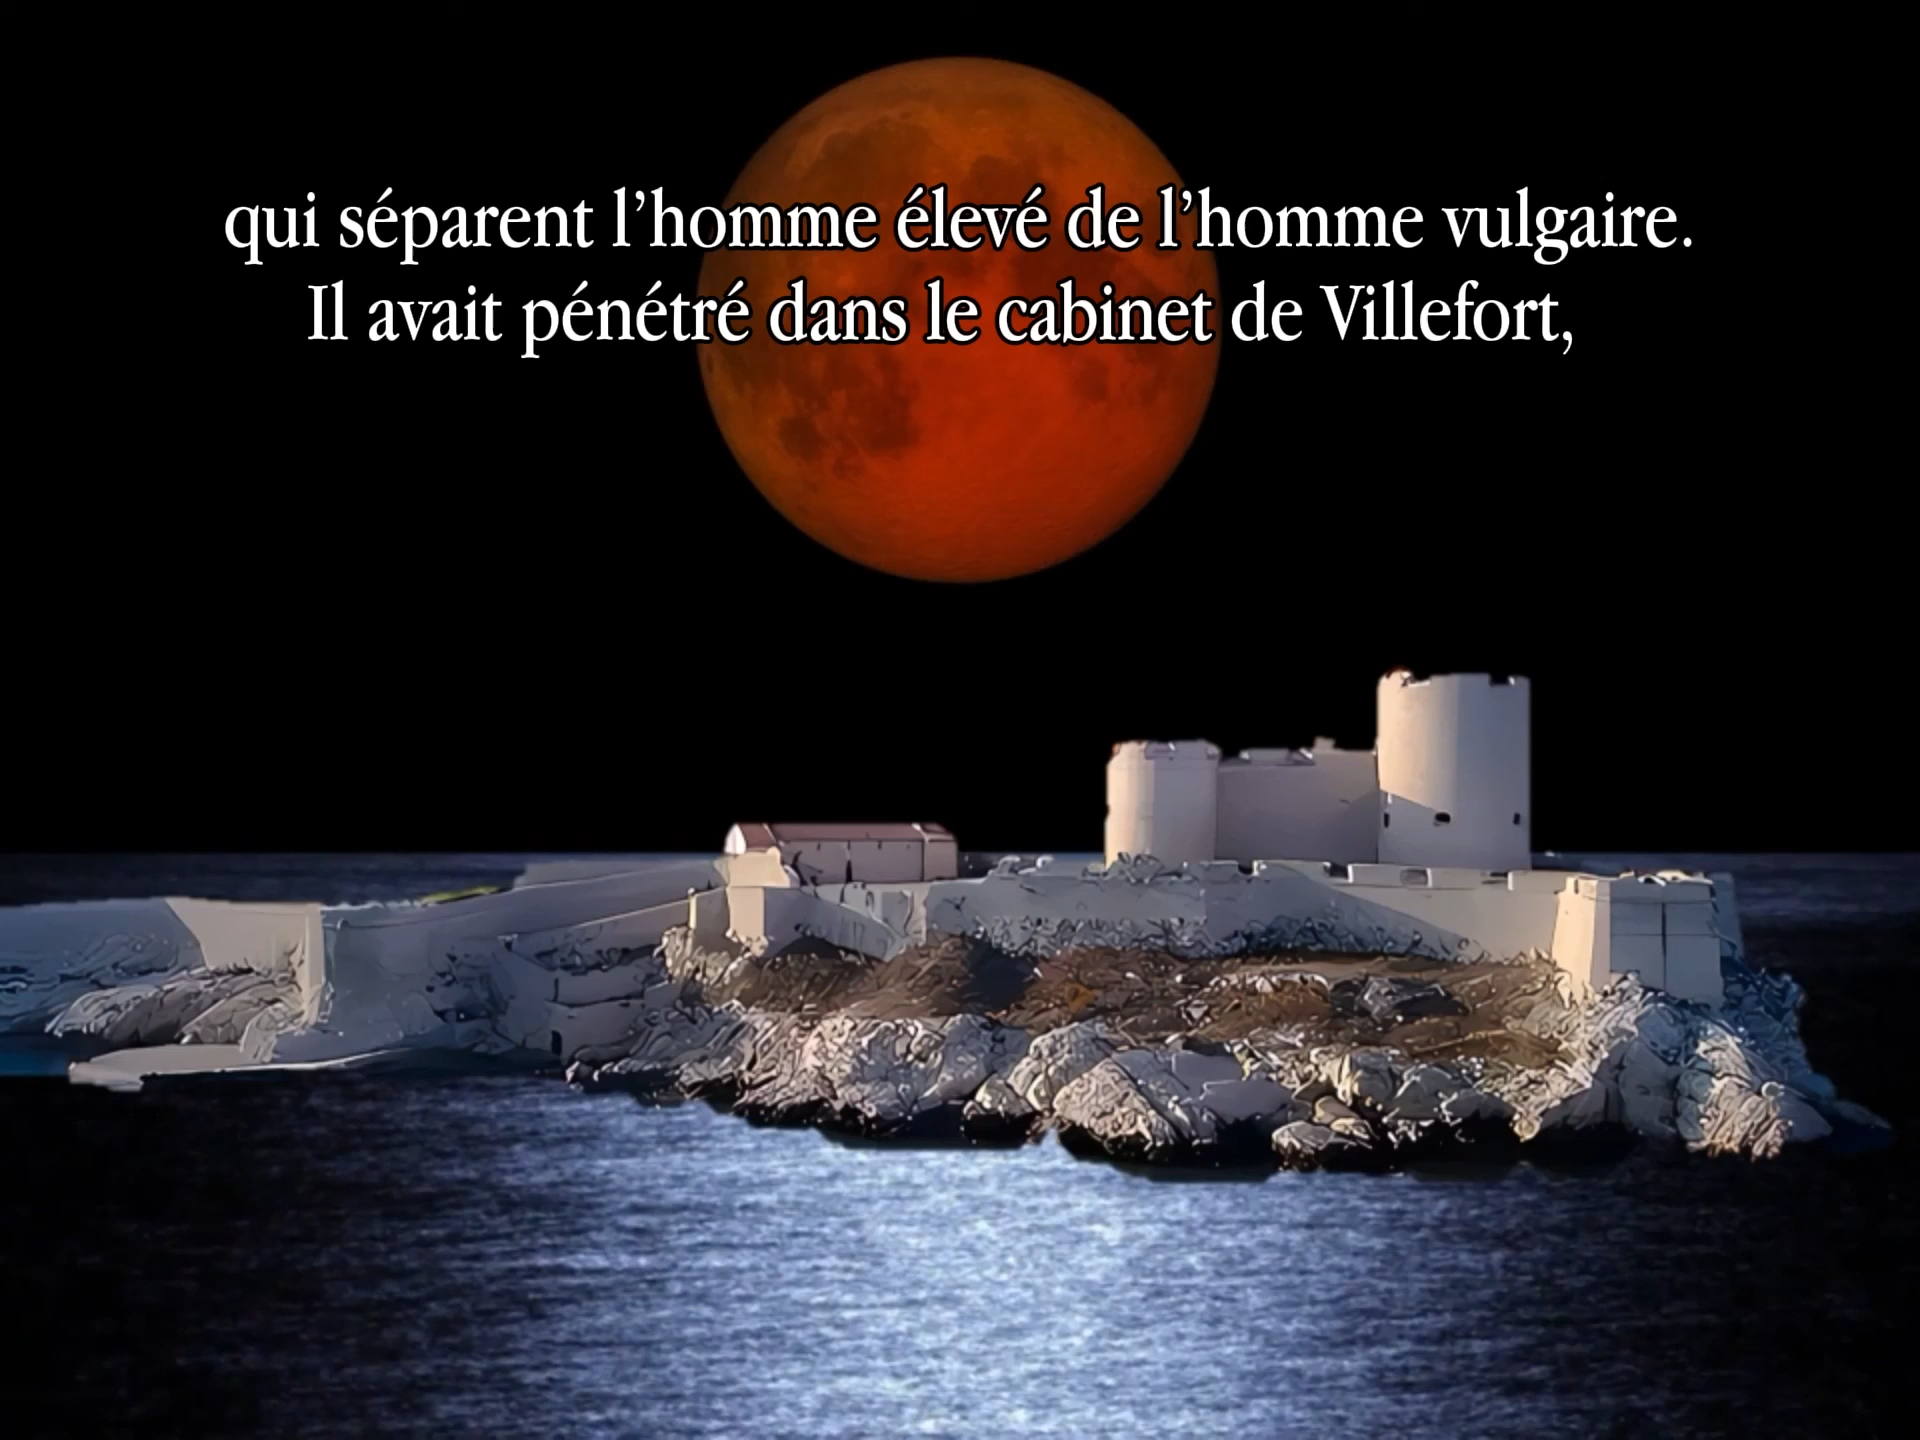 qui séparent l’homme élevé de l’homme vulgaire.
Il avait pénétré dans le cabinet de Villefort,